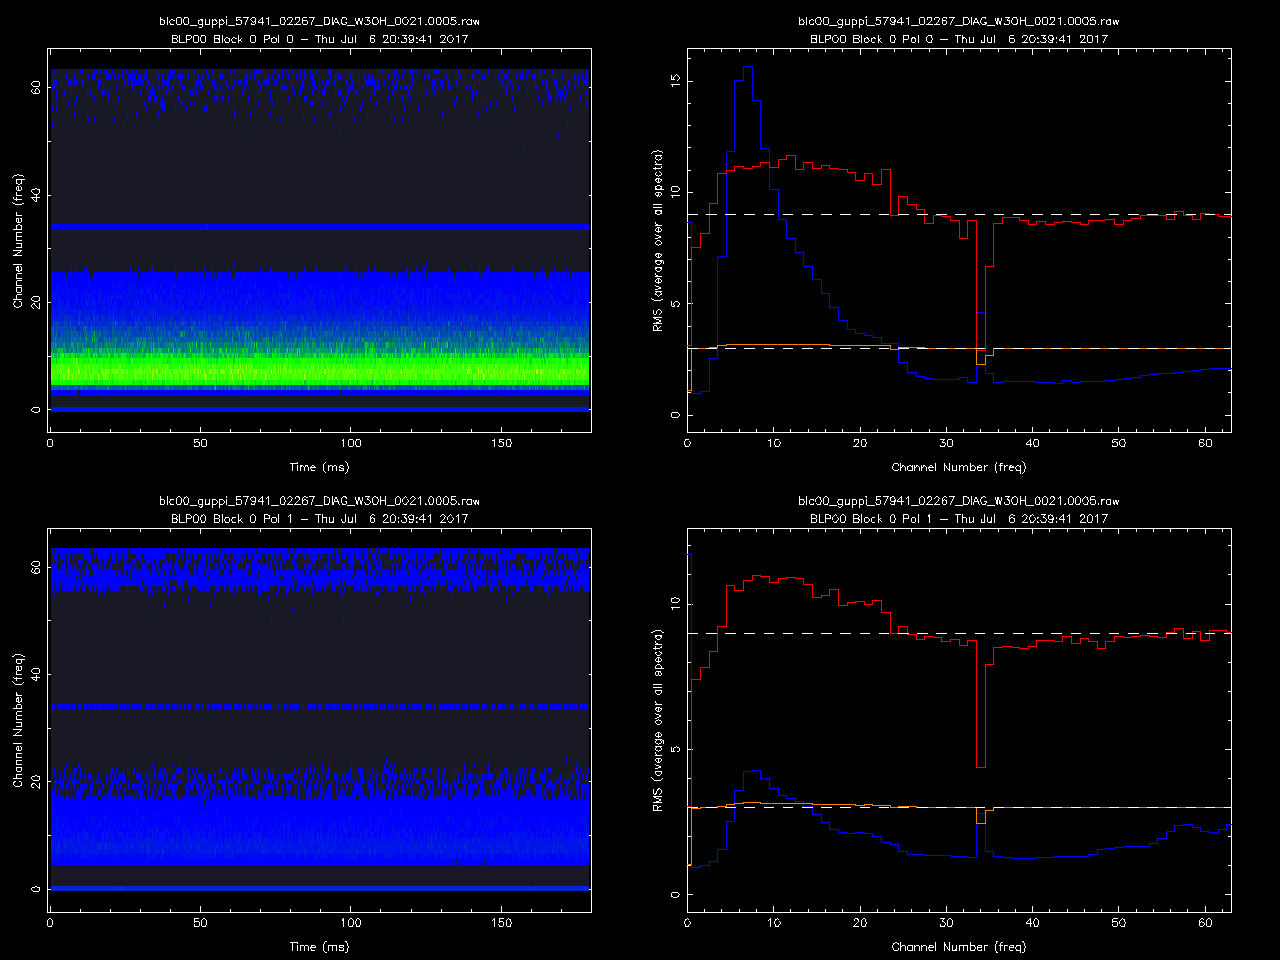 blc00_guppi_57941_02267_DIAG_W3OH_0021.0005.raw
BLP00 Block 0 Pol 0 – Thu Jul 6 20:39:41 2017
Channel Number (freq)
60
40
20
0
0 50 100 150
Time (ms)
blc00_guppi_57941_02267_DIAG_W3OH_0021.0005.raw
BLP00 Block 0 Pol 0 – Thu Jul 6 20:39:41 2017
RMS (average over all spectra)
15
10
5
0
0 10 20 30 40 50 60
Channel Number (freq)
blc00_guppi_57941_02267_DIAG_W3OH_0021.0005.raw
BLP00 Block 0 Pol 1 – Thu Jul 6 20:39:41 2017
Channel Number (freq)
60
40
20
0
0 50 100 150
Time (ms)
blc00_guppi_57941_02267_DIAG_W3OH_0021.0005.raw
BLP00 Block 0 Pol 1 – Thu Jul 6 20:39:41 2017
RMS (average over all spectra)
10
5
0
0 10 20 30 40 50 60
Channel Number (freq)